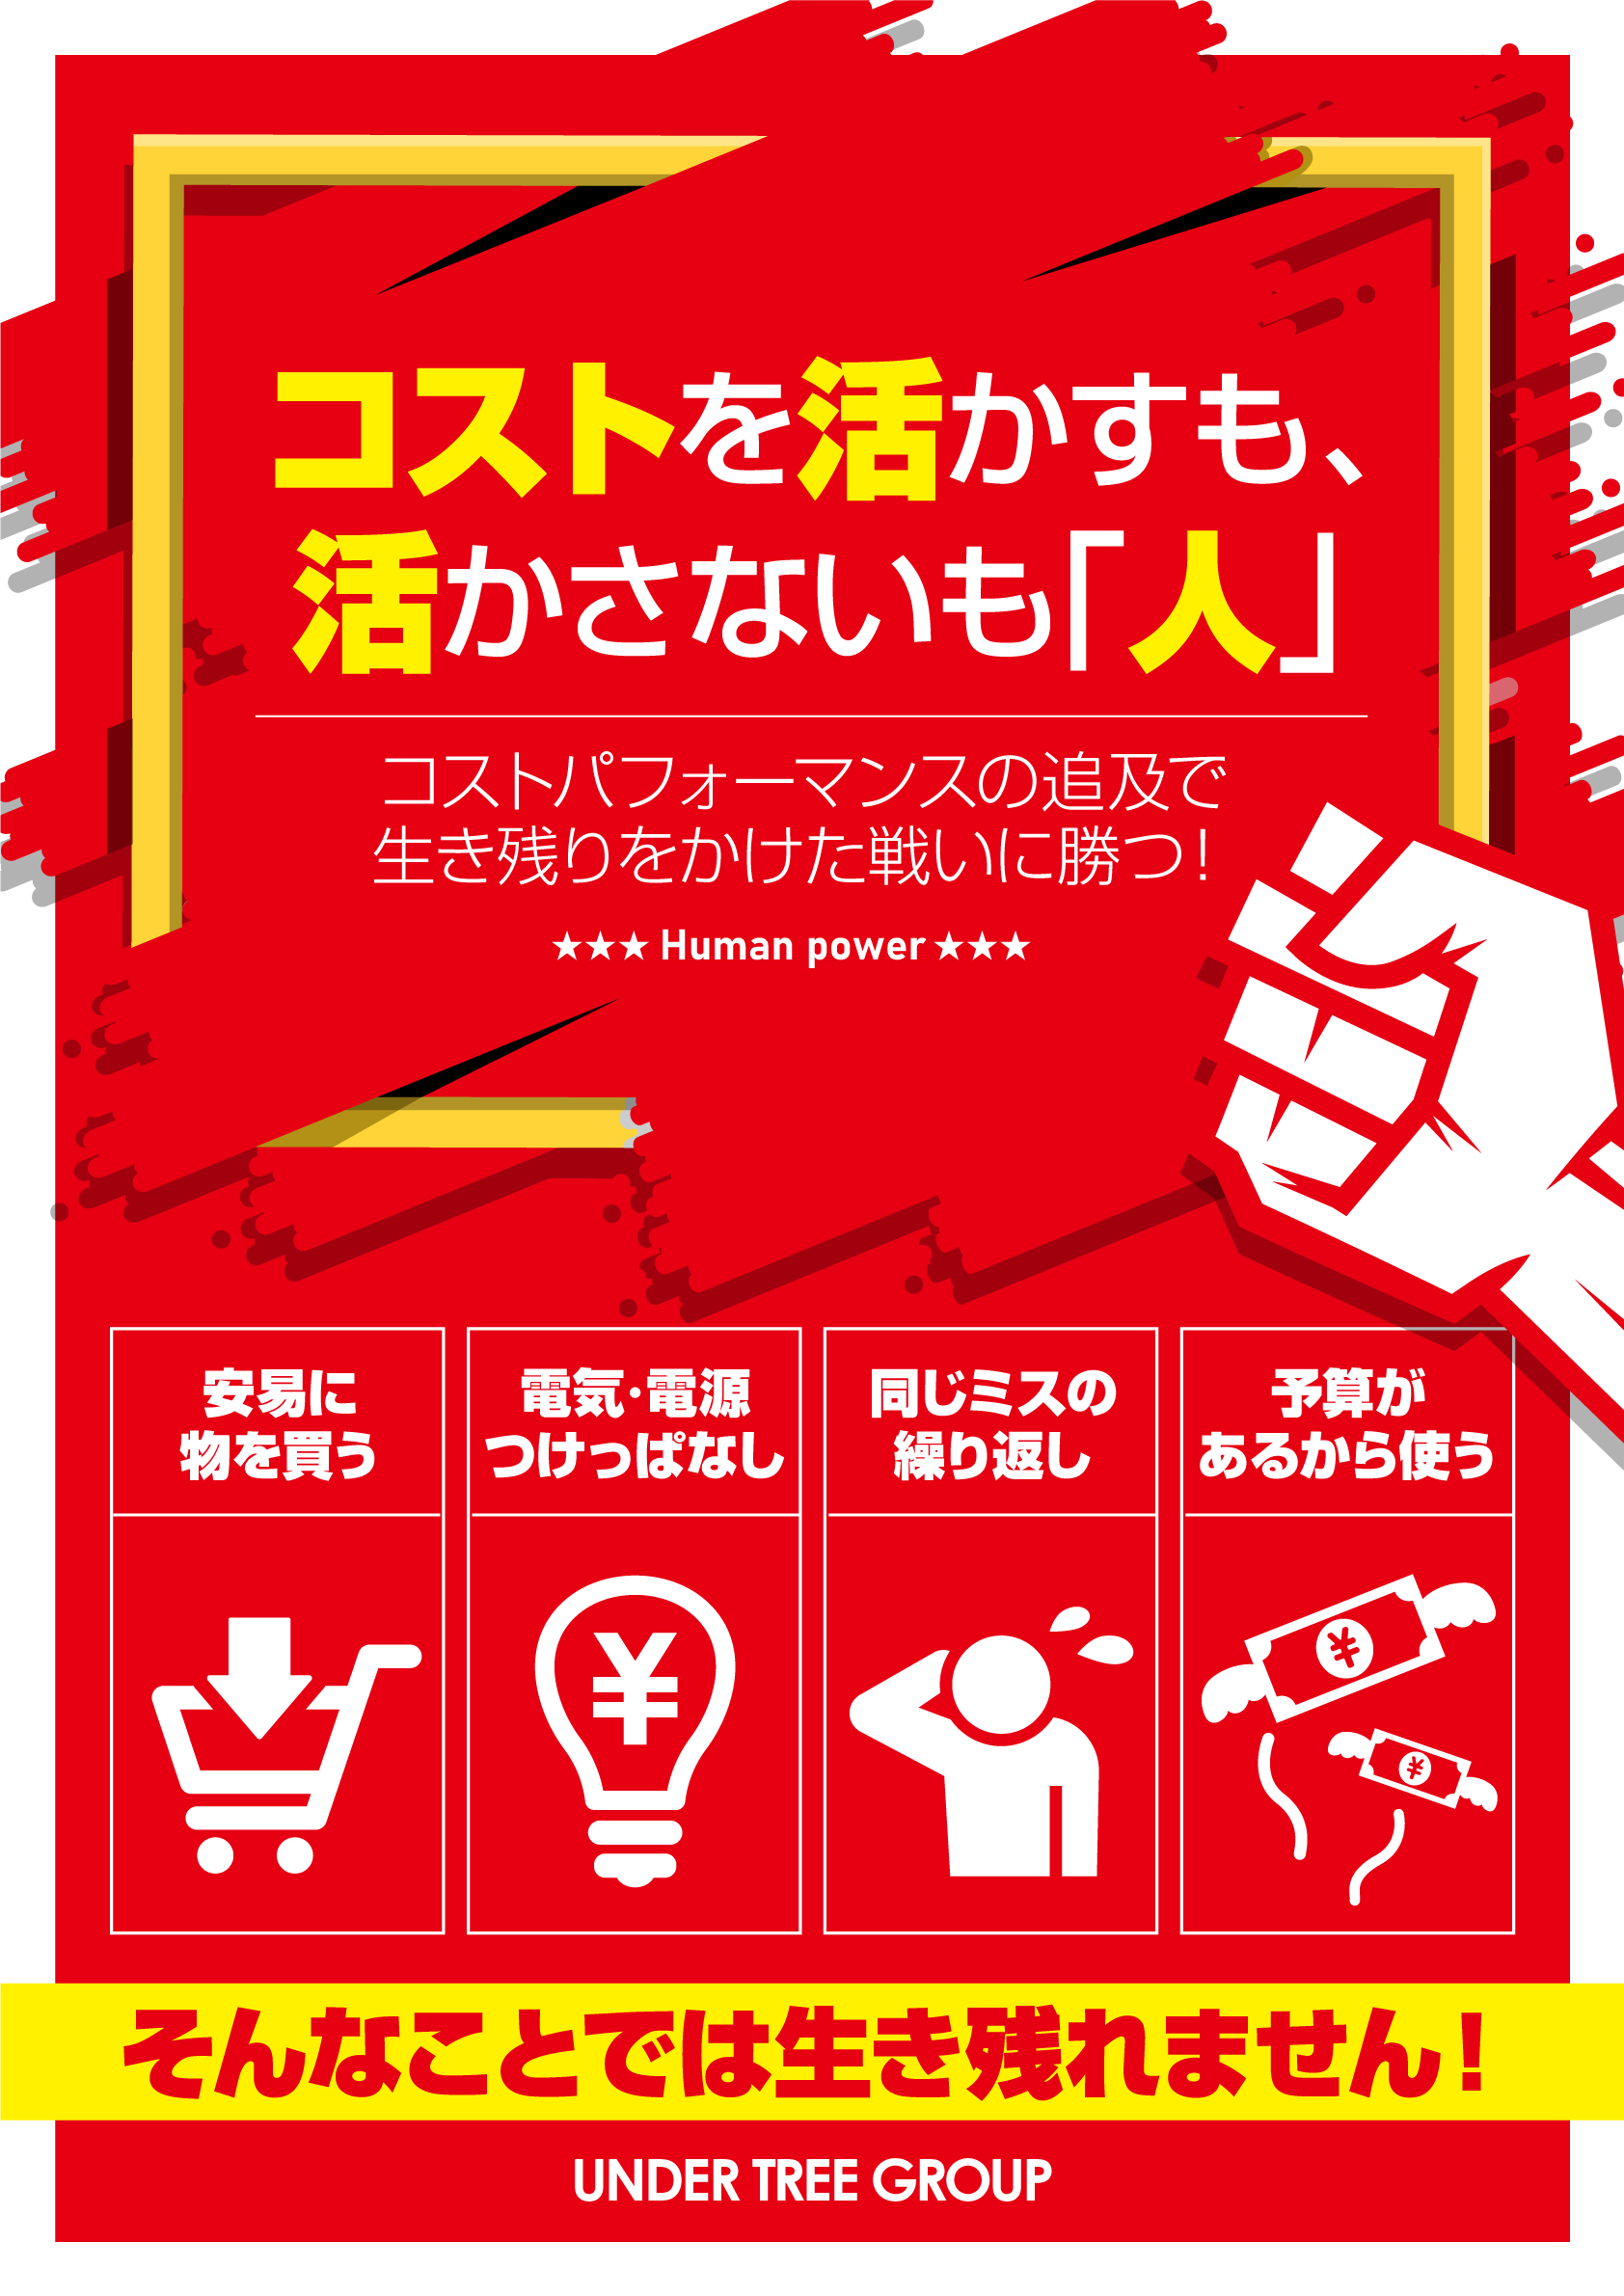 コストを活かすも、
活かさないも「人」
コストパフォーマンスの追及で
生き残りをかけた戦いに勝つ！
★★★ Human power ★★★
安易に
物を買う
電気・電源
つけっぱなし
同じミスの
繰り返し
予算が
あるから使う
¥
¥
¥
そんなことでは生き残れません！
UNDER TREE GROUP